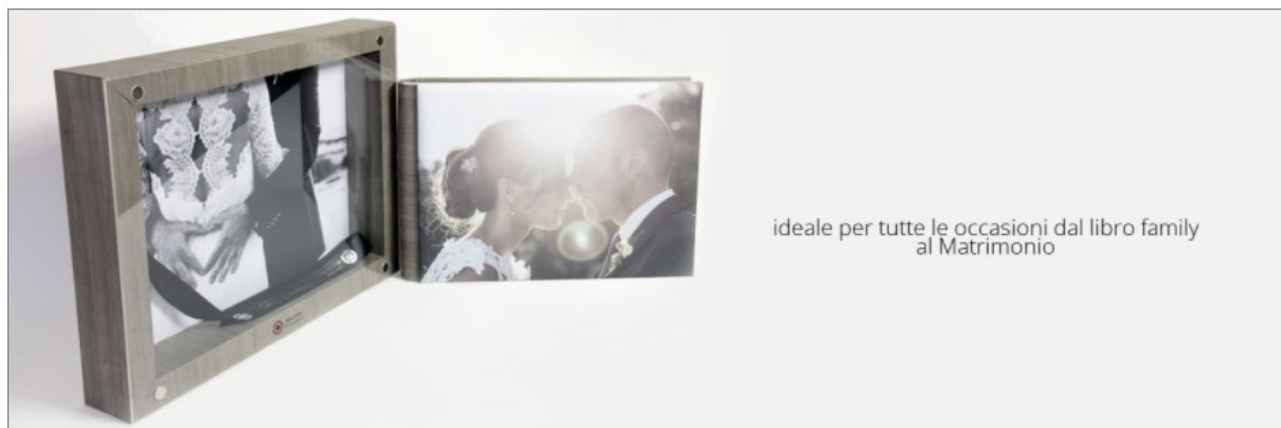 ideale per tutte le occasioni dal libro family
al Matrimonio